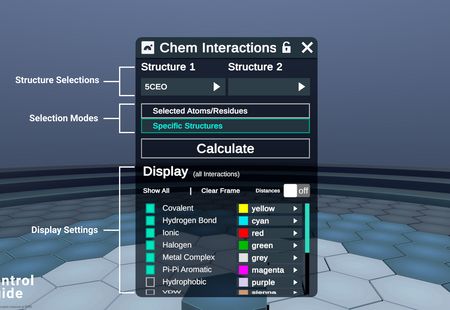 Chem Interactions
Structure 1 Structure 2
Structure Selections
5CEO
Selection Modes
Selected Atoms/Residues
Specific Structures
Calculate
Display (all Interactions)
Show All | Clear Frame Distances off
Display Settings
Covalent yellow
Hydrogen Bond cyan
Ionic red
Halogen green
Metal Complex grey
Pi-Pi Aromatic magenta
Hydrophobic purple
VDW sienna
ntrol
ide